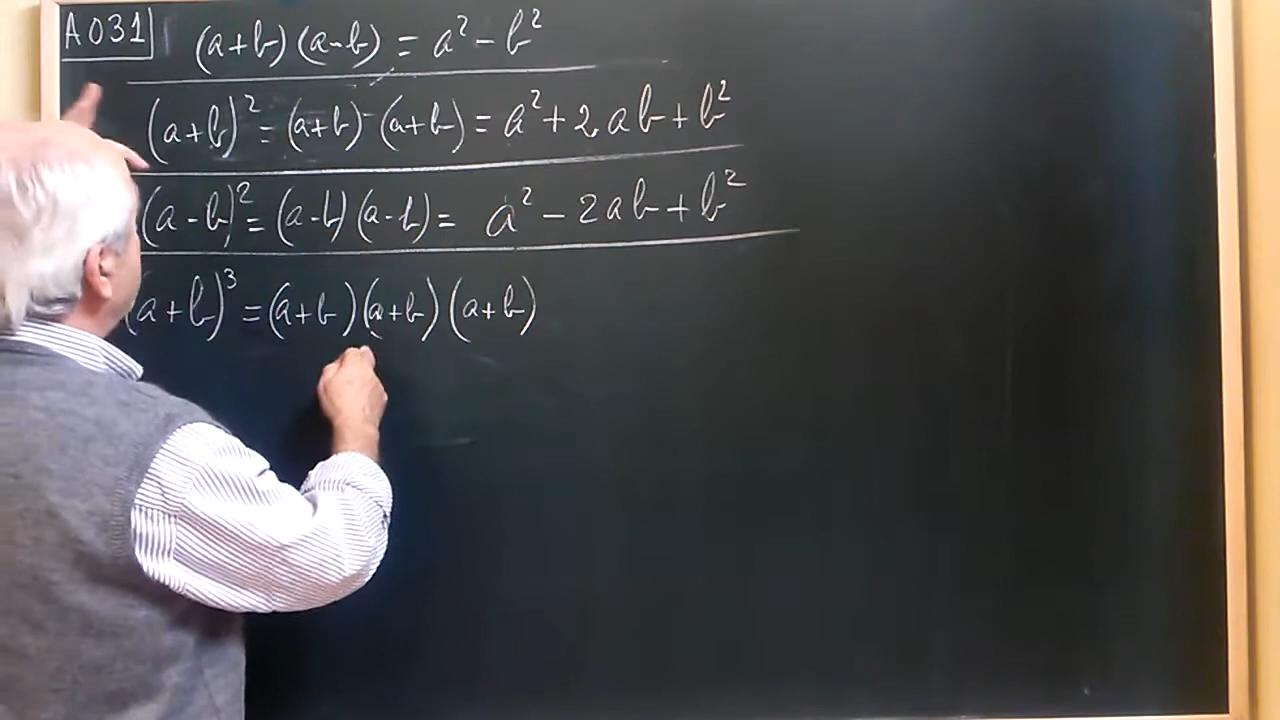 A031
(a+b)(a-b) = a² - b²
(a+b)² = (a+b)·(a+b) = a² + 2ab + b²
(a-b)² = (a-b)(a-b) = a² - 2ab + b²
(a+b)³ = (a+b)(a+b)(a+b)